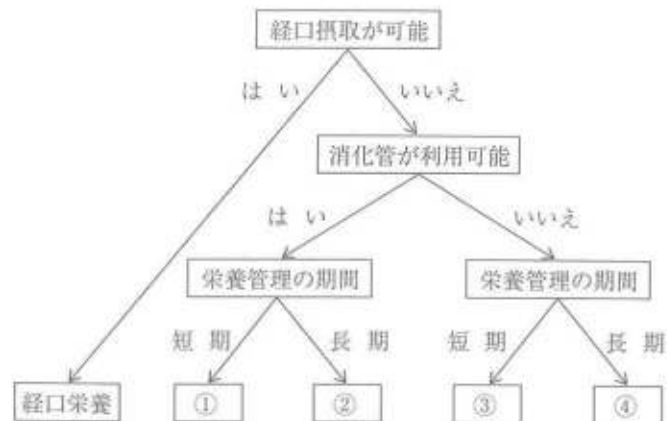 経口摂取が可能
はい いいえ
消化管が利用可能
はい いいえ
栄養管理の期間 栄養管理の期間
短期 長期 短期 長期
経口栄養 ① ② ③ ④